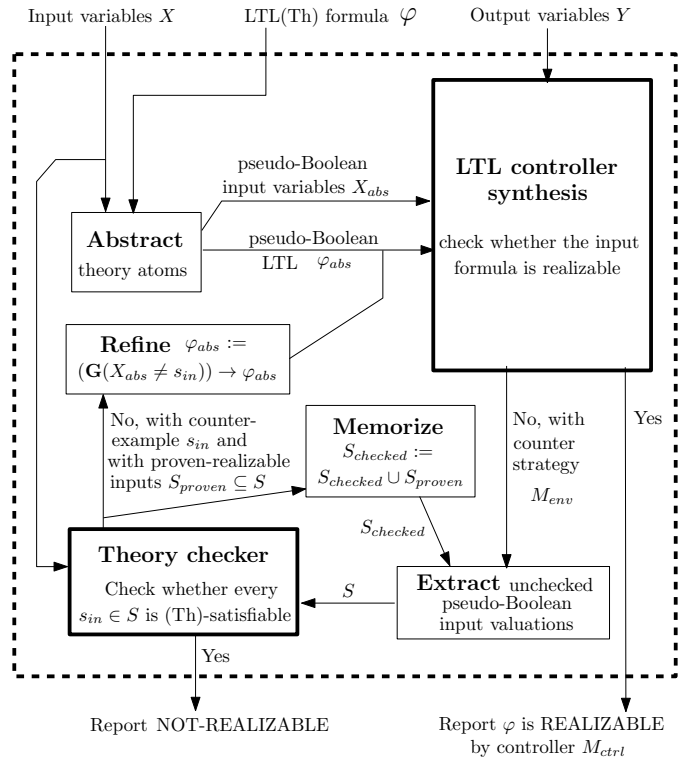 Input variables X
LTL(Th) formula φ
Output variables Y
pseudo-Boolean
input variables X_abs
LTL controller
synthesis
check whether the input
formula is realizable
Abstract
theory atoms
pseudo-Boolean
LTL φ_abs
Refine φ_abs :=
(G(X_abs ≠ s_in)) → φ_abs
No, with counter-
example s_in and
with proven-realizable
inputs S_proven ⊆ S
Memorize
S_checked :=
S_checked ∪ S_proven
No, with
counter
strategy
M_env
Yes
S_checked
Theory checker
Check whether every
s_in ∈ S is (Th)-satisfiable
S
Extract unchecked
pseudo-Boolean
input valuations
Yes
Report NOT-REALIZABLE
Report φ is REALIZABLE
by controller M_ctrl